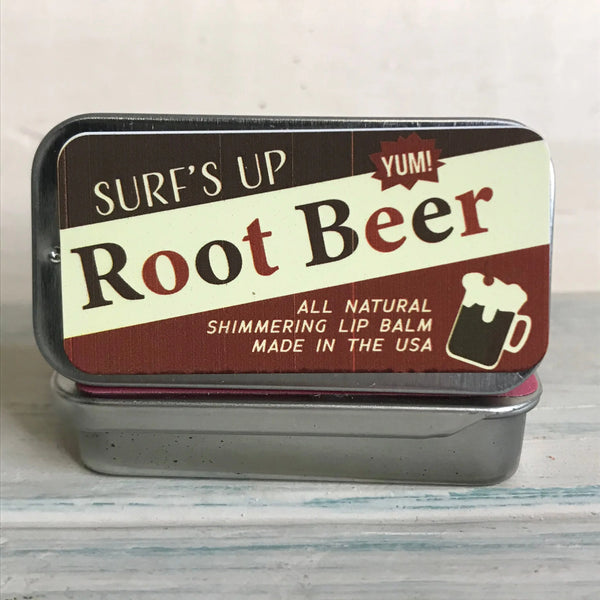 SURF'S UP
YUM!
Root Beer
ALL NATURAL
SHIMMERING LIP BALM
MADE IN THE USA